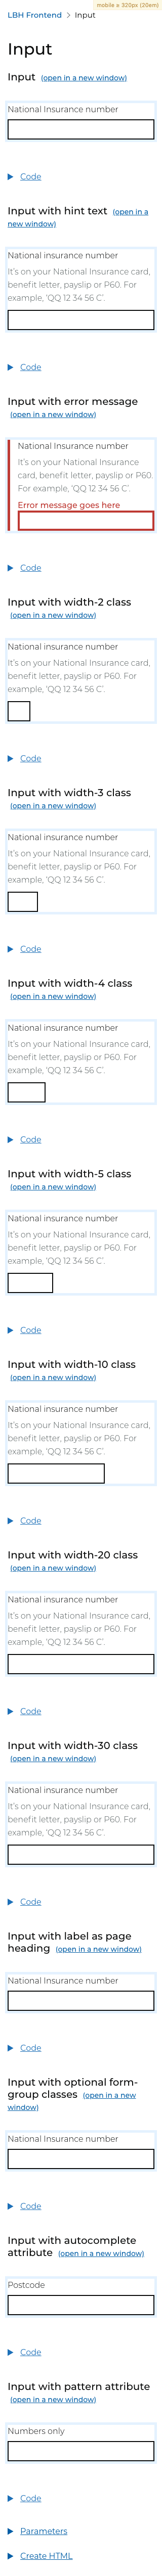 mobile ≥ 320px (20em)
LBH Frontend > Input
Input
Input (open in a new window)
National Insurance number
Code
Input with hint text (open in a
new window)
National insurance number
It's on your National Insurance card,
benefit letter, payslip or P60. For
example, 'QQ 12 34 56 C'.
Code
Input with error message
(open in a new window)
National Insurance number
It's on your National Insurance
card, benefit letter, payslip or P60.
For example, 'QQ 12 34 56 C'.
Error message goes here
Code
Input with width-2 class
(open in a new window)
National insurance number
It's on your National Insurance card,
benefit letter, payslip or P60. For
example, 'QQ 12 34 56 C'.
Code
Input with width-3 class
(open in a new window)
National insurance number
It's on your National Insurance card,
benefit letter, payslip or P60. For
example, 'QQ 12 34 56 C'.
Code
Input with width-4 class
(open in a new window)
National insurance number
It's on your National Insurance card,
benefit letter, payslip or P60. For
example, 'QQ 12 34 56 C'.
Code
Input with width-5 class
(open in a new window)
National insurance number
It's on your National Insurance card,
benefit letter, payslip or P60. For
example, 'QQ 12 34 56 C'.
Code
Input with width-10 class
(open in a new window)
National insurance number
It's on your National Insurance card,
benefit letter, payslip or P60. For
example, 'QQ 12 34 56 C'.
Code
Input with width-20 class
(open in a new window)
National insurance number
It's on your National Insurance card,
benefit letter, payslip or P60. For
example, 'QQ 12 34 56 C'.
Code
Input with width-30 class
(open in a new window)
National insurance number
It's on your National Insurance card,
benefit letter, payslip or P60. For
example, 'QQ 12 34 56 C'.
Code
Input with label as page
heading (open in a new window)
National Insurance number
Code
Input with optional form-
group classes (open in a new
window)
National Insurance number
Code
Input with autocomplete
attribute (open in a new window)
Postcode
Code
Input with pattern attribute
(open in a new window)
Numbers only
Code
Parameters
Create HTML